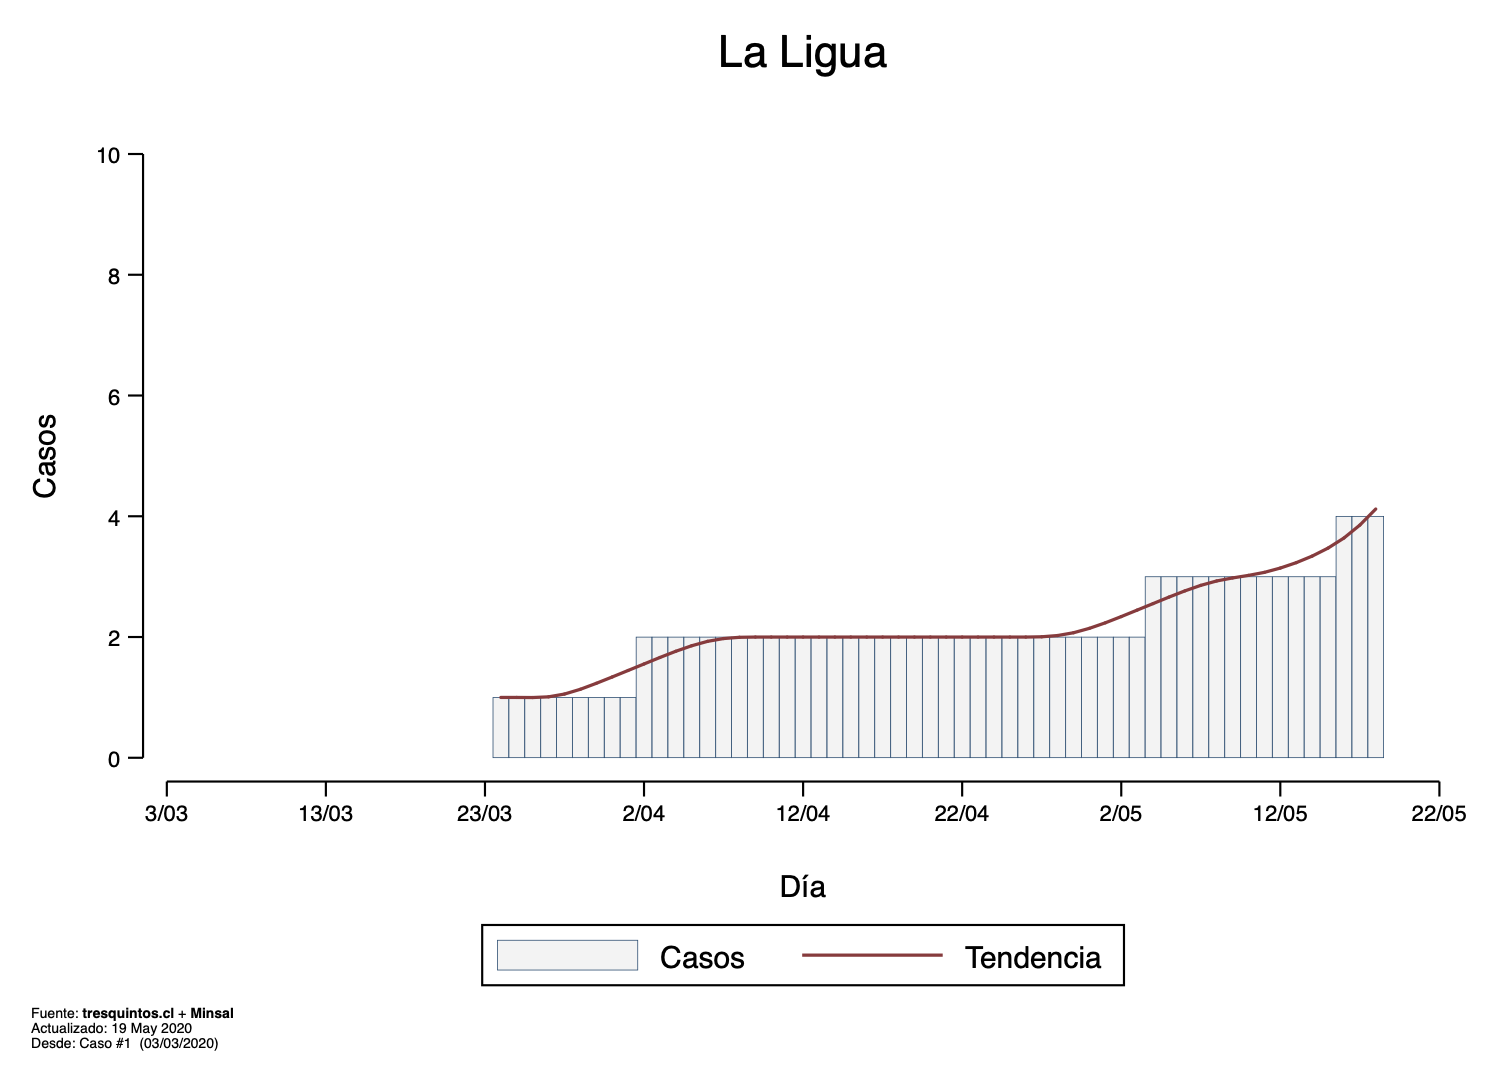 La Ligua
10
8
6
4
2
0
Casos
3/03 13/03 23/03 2/04 12/04 22/04 2/05 12/05 22/05
Día
Casos Tendencia
Fuente: tresquintos.cl + Minsal
Actualizado: 19 May 2020
Desde: Caso #1 (03/03/2020)